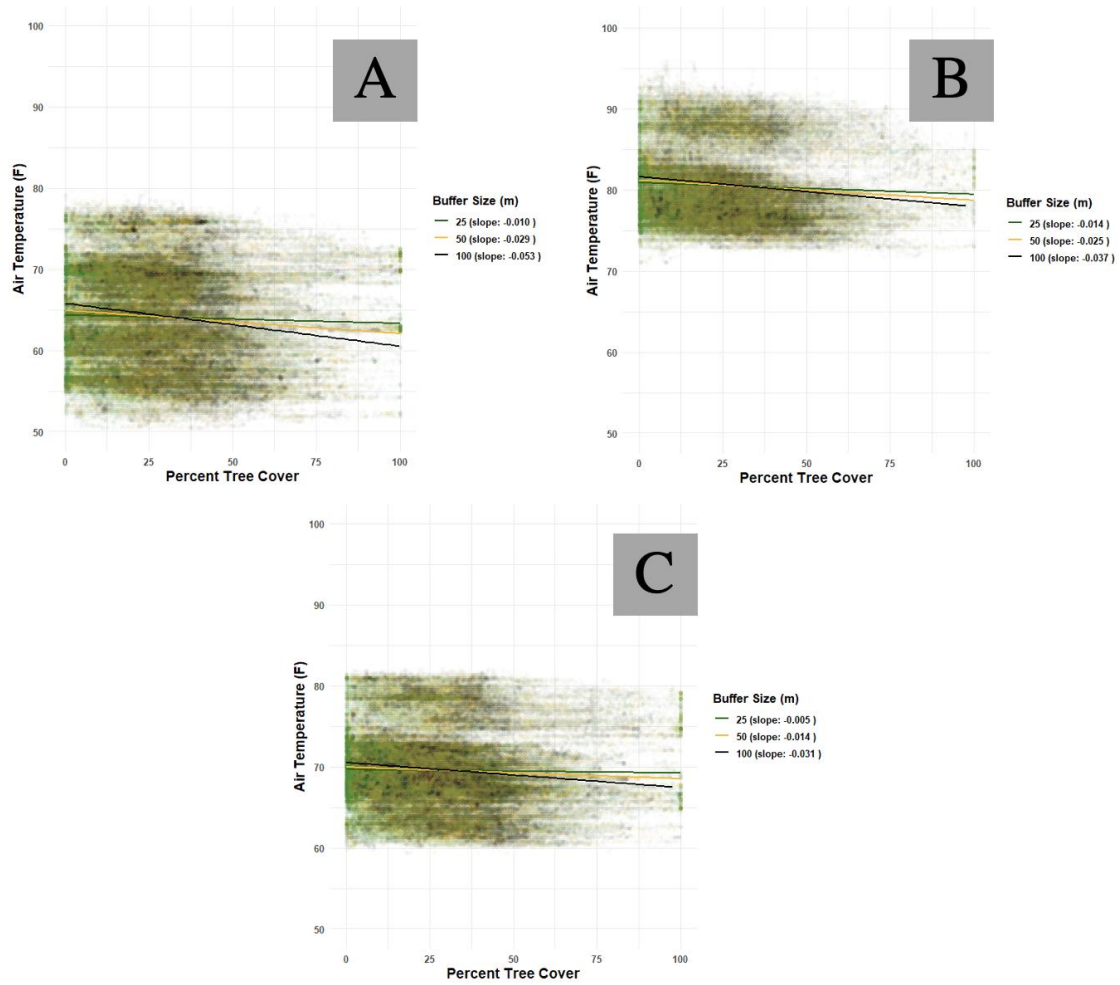 A
100
90
80
70
60
50
Air Temperature (F)
0 25 50 75 100
Percent Tree Cover
Buffer Size (m)
25 (slope: -0.010 )
50 (slope: -0.029 )
100 (slope: -0.053 )
B
100
90
80
70
60
50
Air Temperature (F)
0 25 50 75 100
Percent Tree Cover
Buffer Size (m)
25 (slope: -0.014 )
50 (slope: -0.025 )
100 (slope: -0.037 )
C
100
90
80
70
60
50
Air Temperature (F)
0 25 50 75 100
Percent Tree Cover
Buffer Size (m)
25 (slope: -0.005 )
50 (slope: -0.014 )
100 (slope: -0.031 )